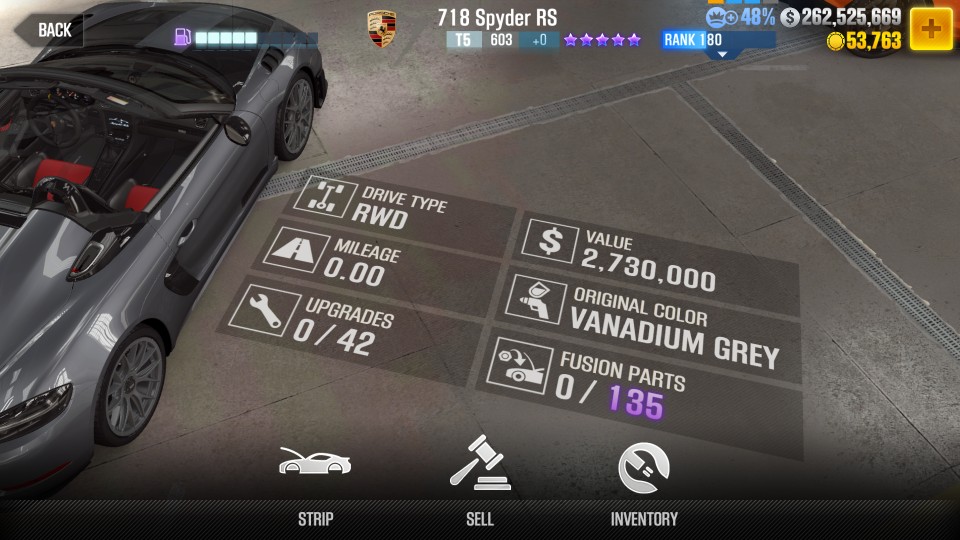 BACK
718 Spyder RS
T5 603 +0
RANK 180
48%
$ 262,525,669
53,763
DRIVE TYPE
RWD
MILEAGE
0.00
UPGRADES
0 / 42
$ VALUE
2,730,000
ORIGINAL COLOR
VANADIUM GREY
FUSION PARTS
0 / 135
STRIP
SELL
INVENTORY